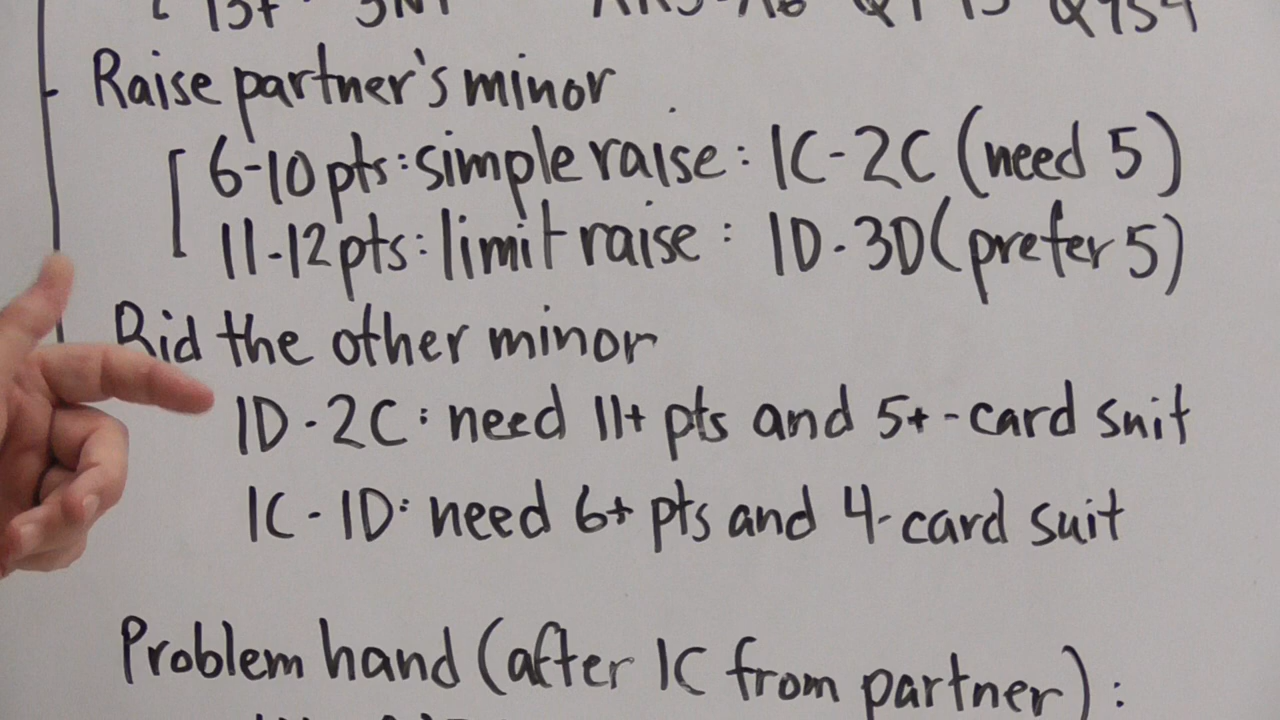 Raise partner's minor
6-10 pts: simple raise: 1C-2C (need 5)
11-12 pts: limit raise: 1D-3D (prefer 5)
Bid the other minor
1D-2C: need 11+ pts and 5+-card suit
1C-1D: need 6+ pts and 4-card suit
Problem hand (after 1C from partner):